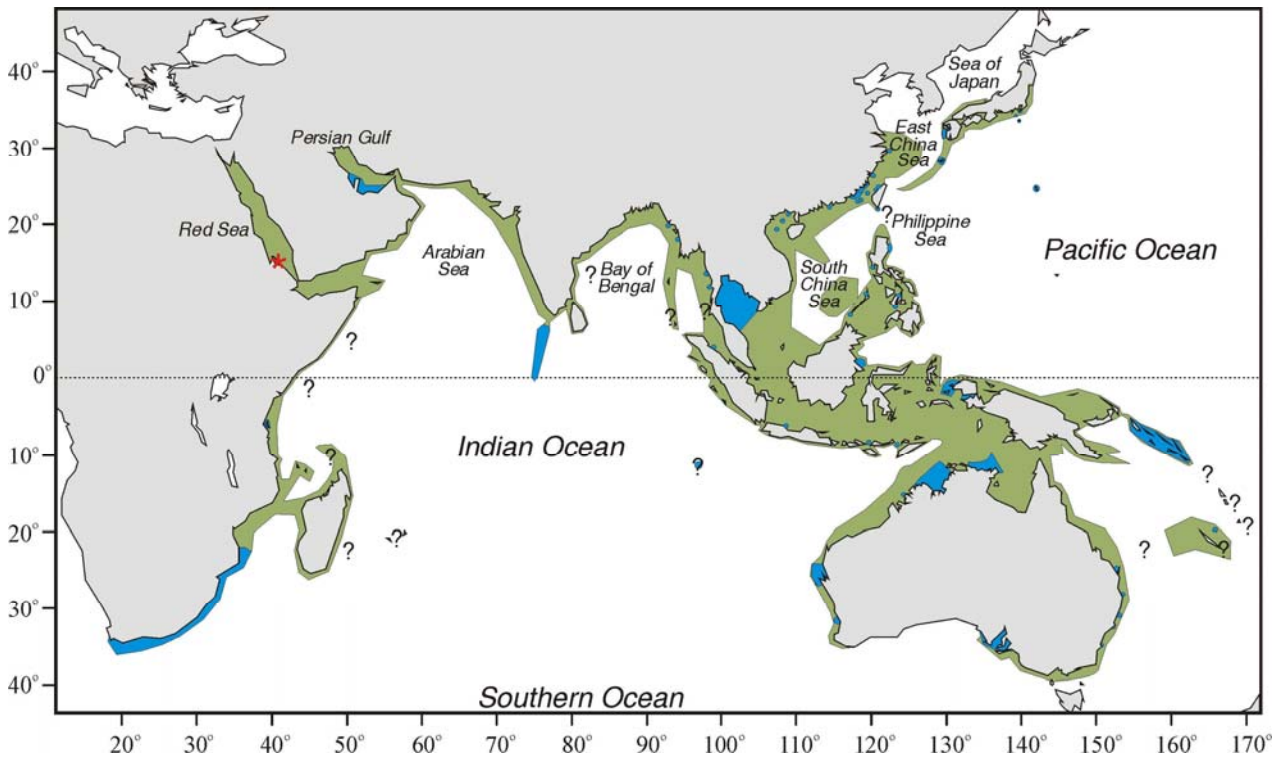 40°
30°
20°
10°
0°
10°
20°
30°
40°
Sea of
Japan
East
China
Sea
Persian Gulf
Red Sea
Arabian
Sea
?
Bay of
Bengal
?
?
South
China
Sea
?
Philippine
Sea
Pacific Ocean
?
?
Indian Ocean
?
?
?
?
?
?
?
?
?
?
Southern Ocean
20° 30° 40° 50° 60° 70° 80° 90° 100° 110° 120° 130° 140° 150° 160° 170°